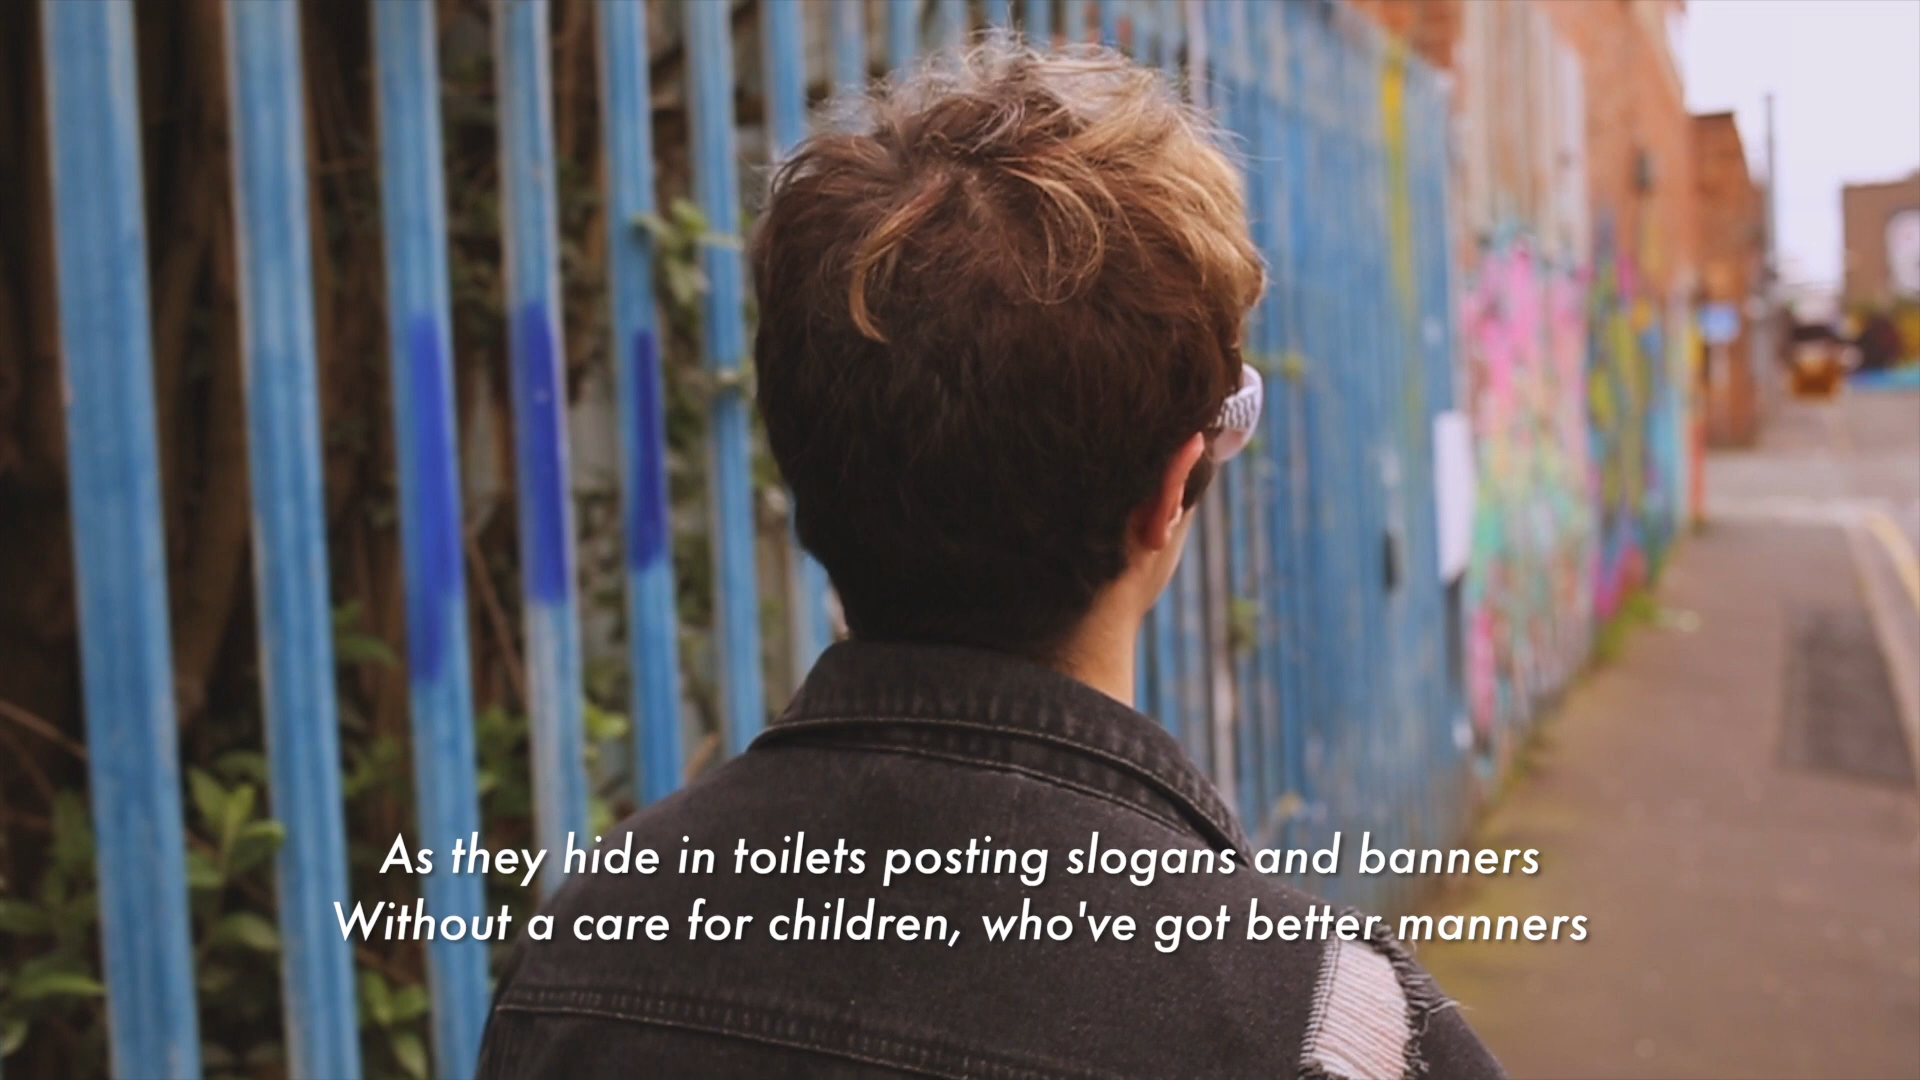 As they hide in toilets posting slogans and banners
Without a care for children, who've got better manners